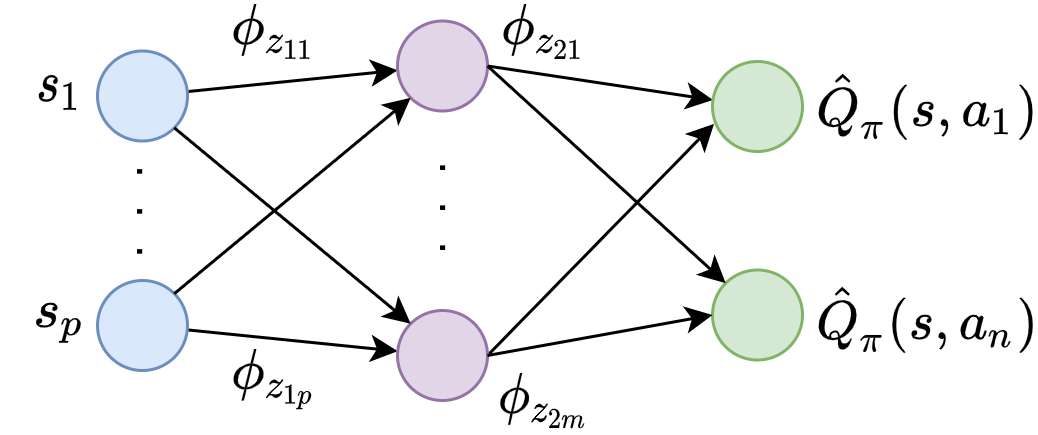 ϕ_{z_{11}} ϕ_{z_{21}}
s_1 Q̂_π(s, a_1)
s_p Q̂_π(s, a_n)
ϕ_{z_{1p}} ϕ_{z_{2m}}